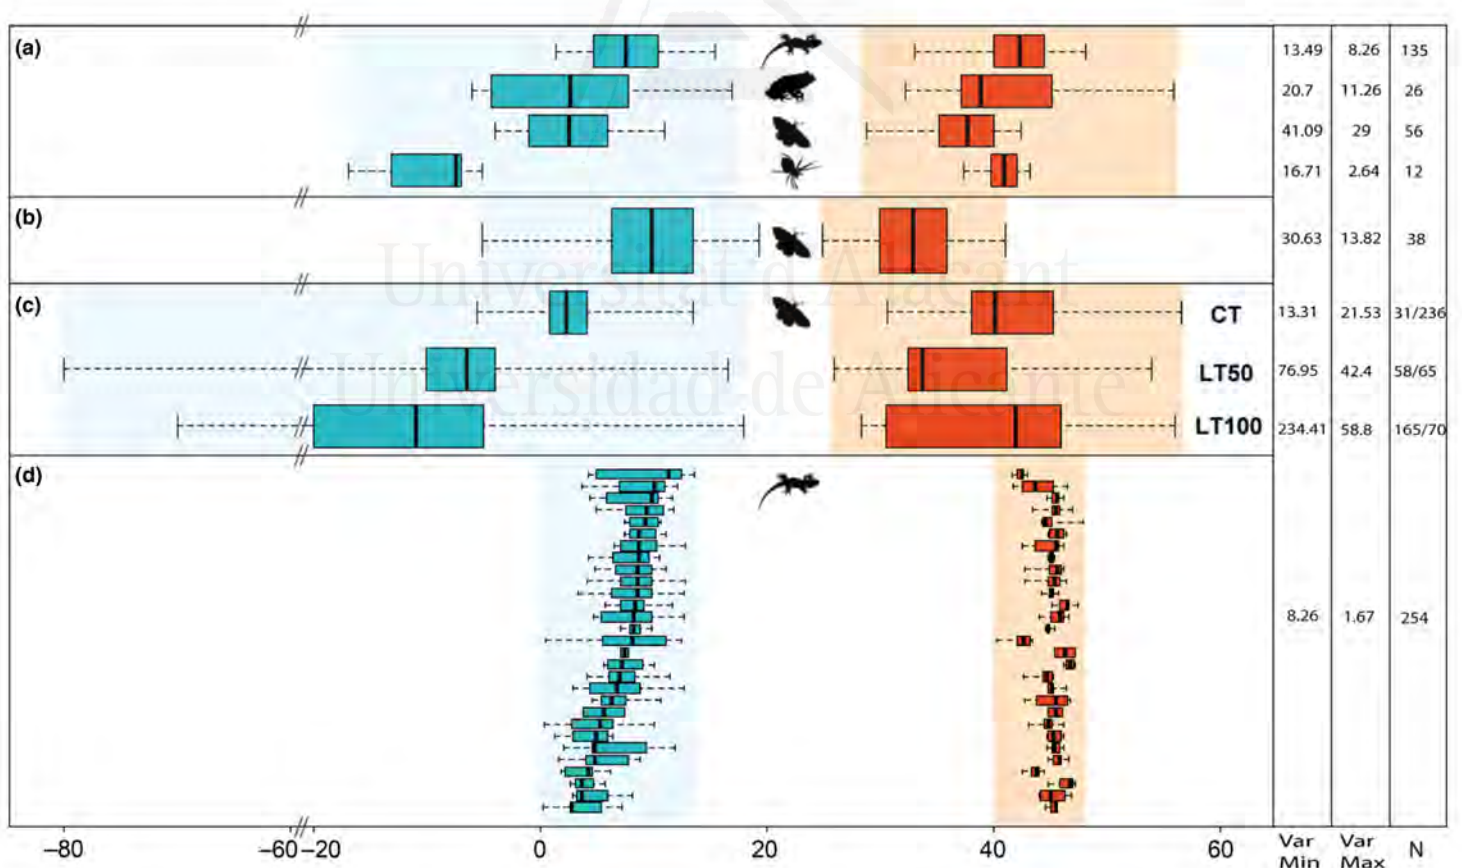 (a)
13.49 8.26 135
20.7 11.26 26
41.09 29 56
16.71 2.64 12
(b)
30.63 13.82 38
Universitat d'Alacant
(c)
CT 13.31 21.53 31/236
LT50 76.95 42.4 58/65
Universidad de Alicante
LT100 234.41 58.8 165/70
(d)
8.26 1.67 254
−80 −60 −20 0 20 40 60
Var Min Var Max N